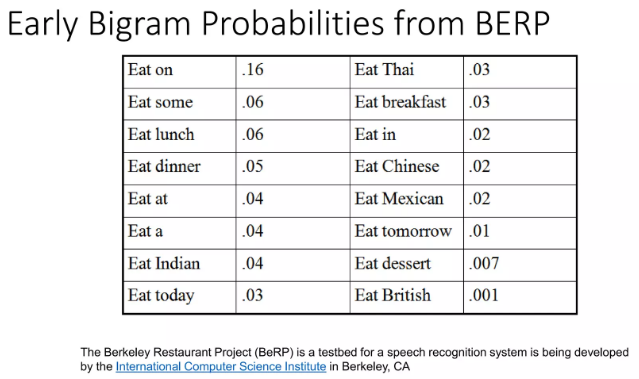 Early Bigram Probabilities from BERP
Eat on .16 Eat Thai .03
Eat some .06 Eat breakfast .03
Eat lunch .06 Eat in .02
Eat dinner .05 Eat Chinese .02
Eat at .04 Eat Mexican .02
Eat a .04 Eat tomorrow .01
Eat Indian .04 Eat dessert .007
Eat today .03 Eat British .001
The Berkeley Restaurant Project (BeRP) is a testbed for a speech recognition system is being developed
by the International Computer Science Institute in Berkeley, CA